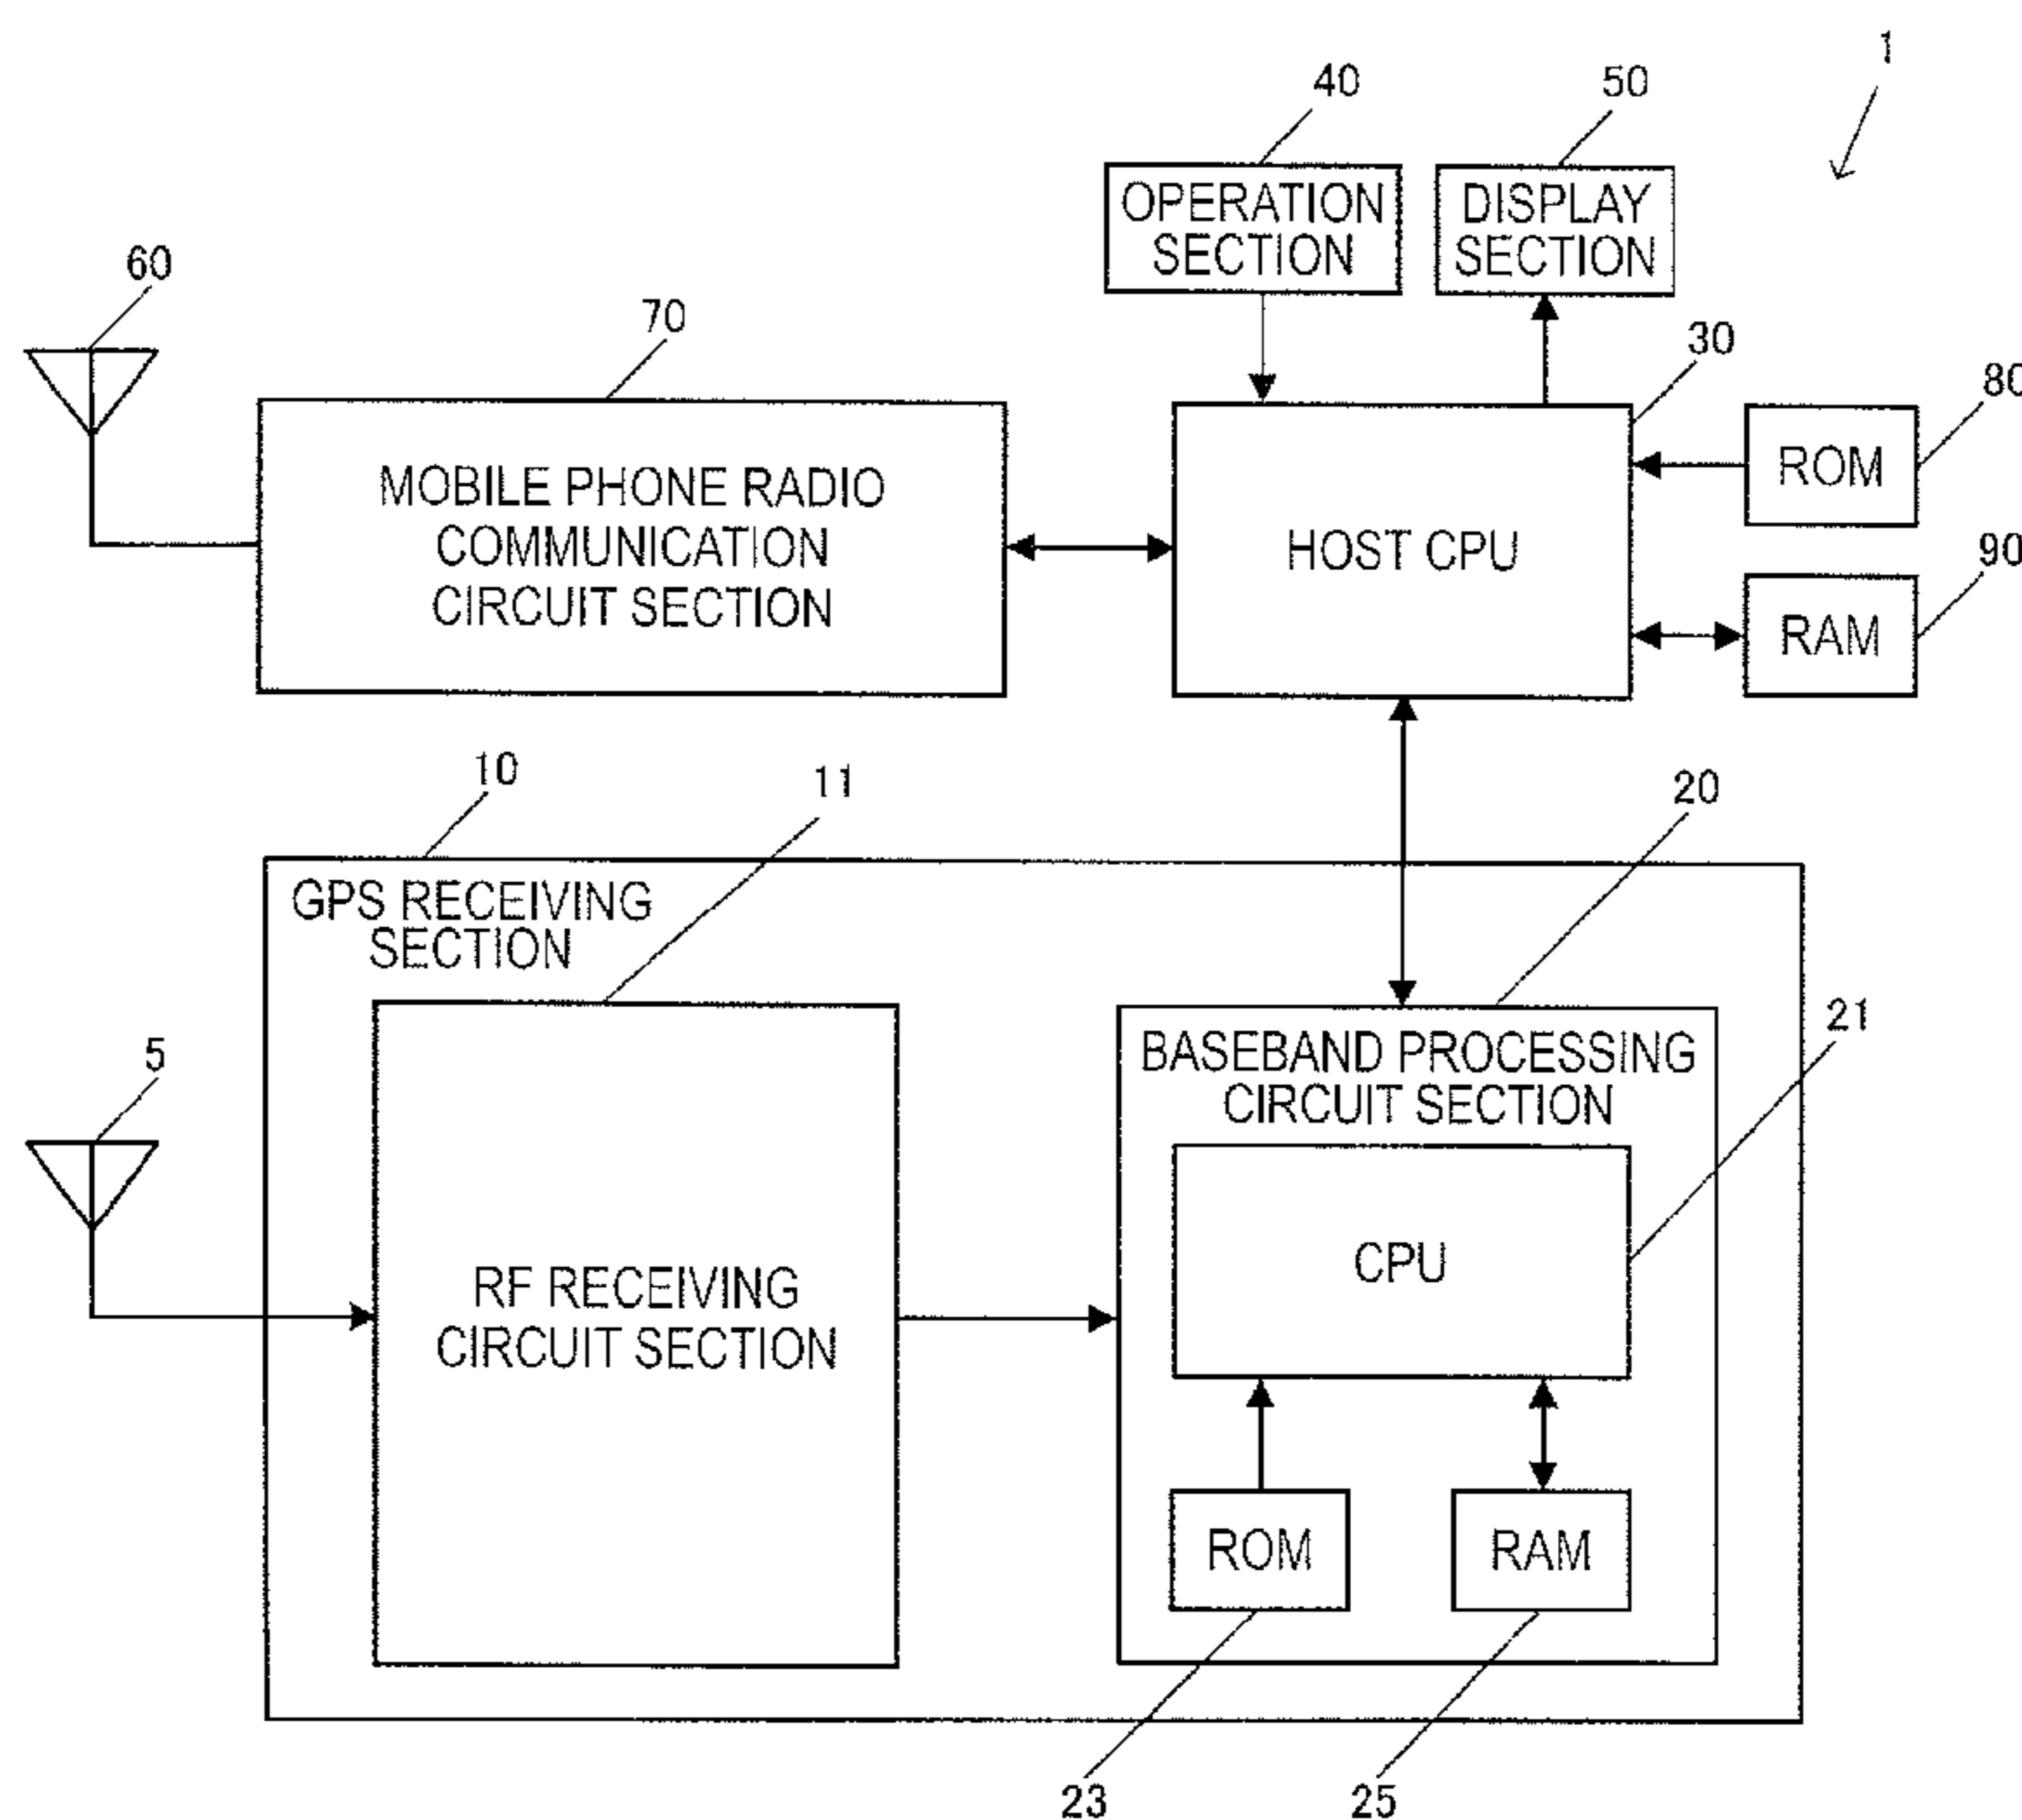 1
40
50
OPERATION
SECTION
DISPLAY
SECTION
60
70
30
80
MOBILE PHONE RADIO
COMMUNICATION
CIRCUIT SECTION
HOST CPU
ROM
90
RAM
10
11
20
GPS RECEIVING
SECTION
21
5
BASEBAND PROCESSING
CIRCUIT SECTION
CPU
RF RECEIVING
CIRCUIT SECTION
ROM
RAM
23
25